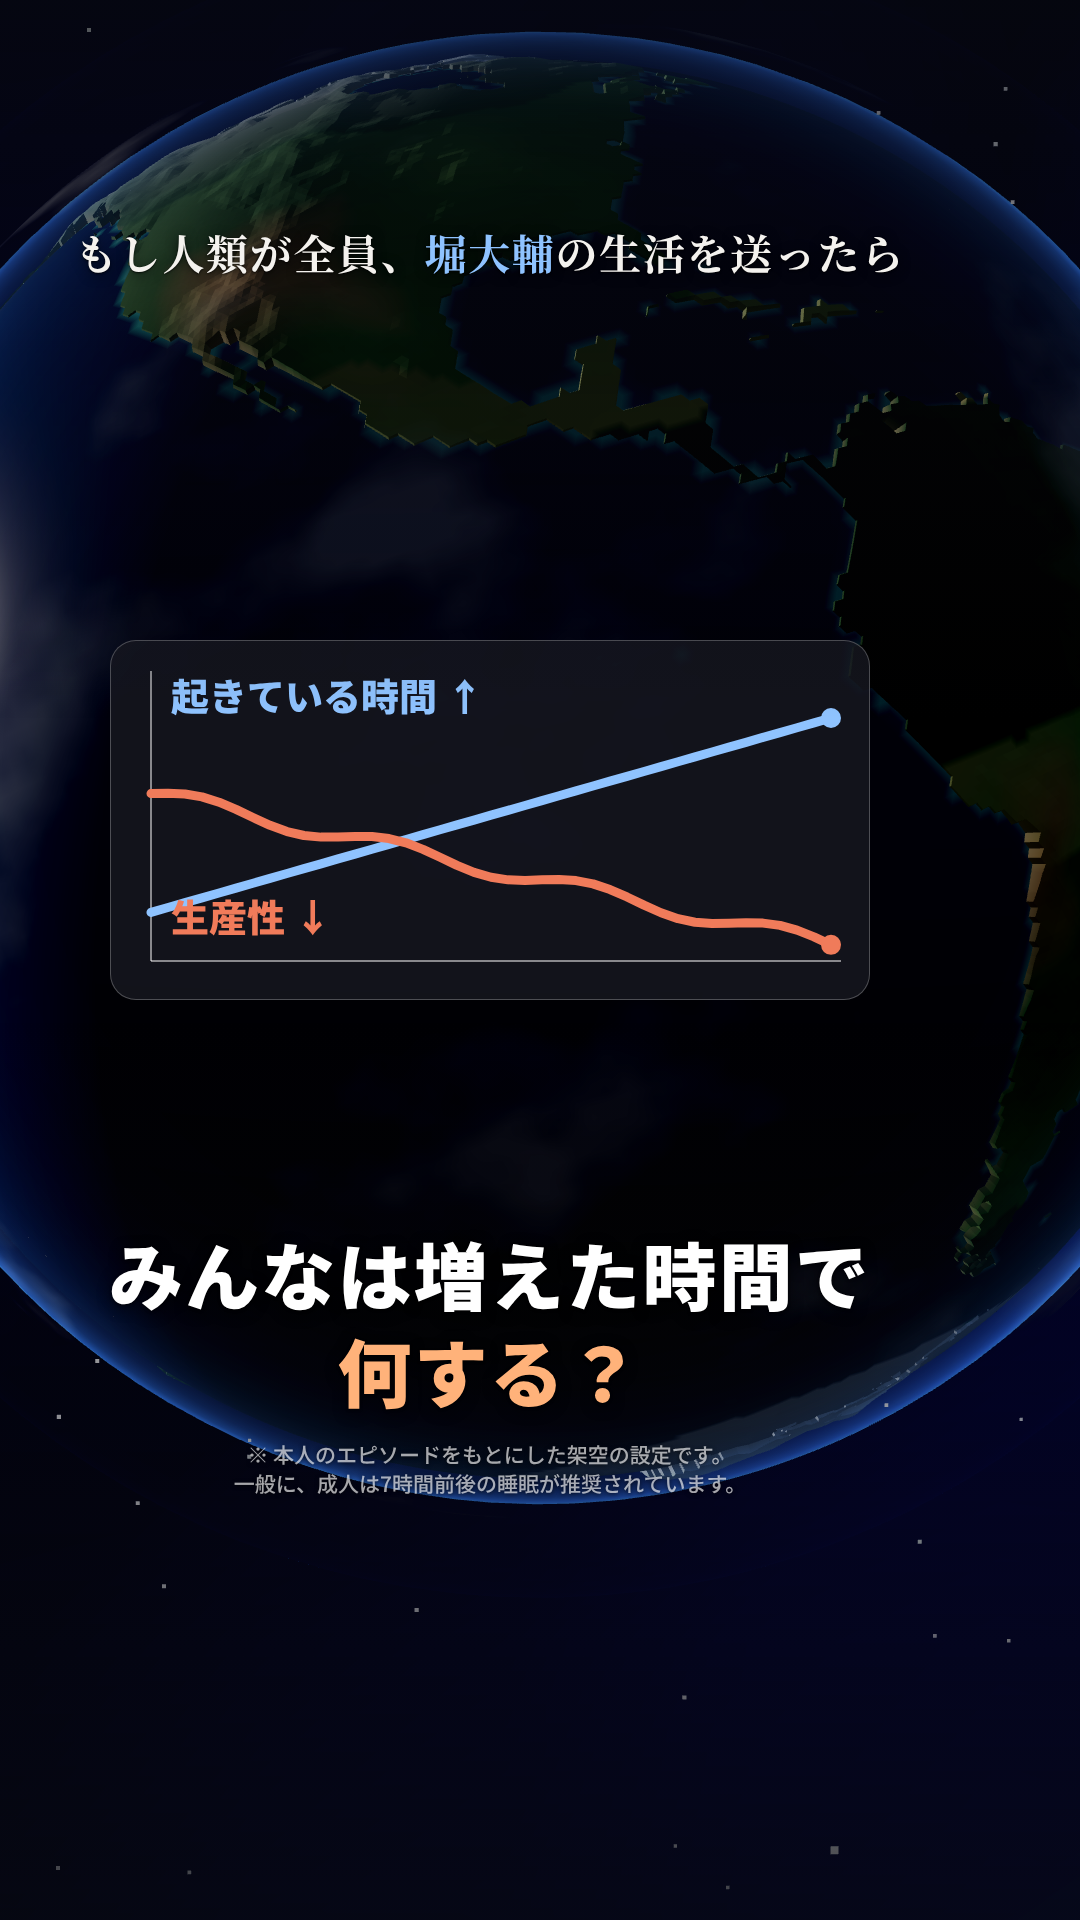 もし人類が全員、堀大輔の生活を送ったら
起きている時間 ↑
生産性 ↓
みんなは増えた時間で
何する？
※ 本人のエピソードをもとにした架空の設定です。
一般に、成人は7時間前後の睡眠が推奨されています。